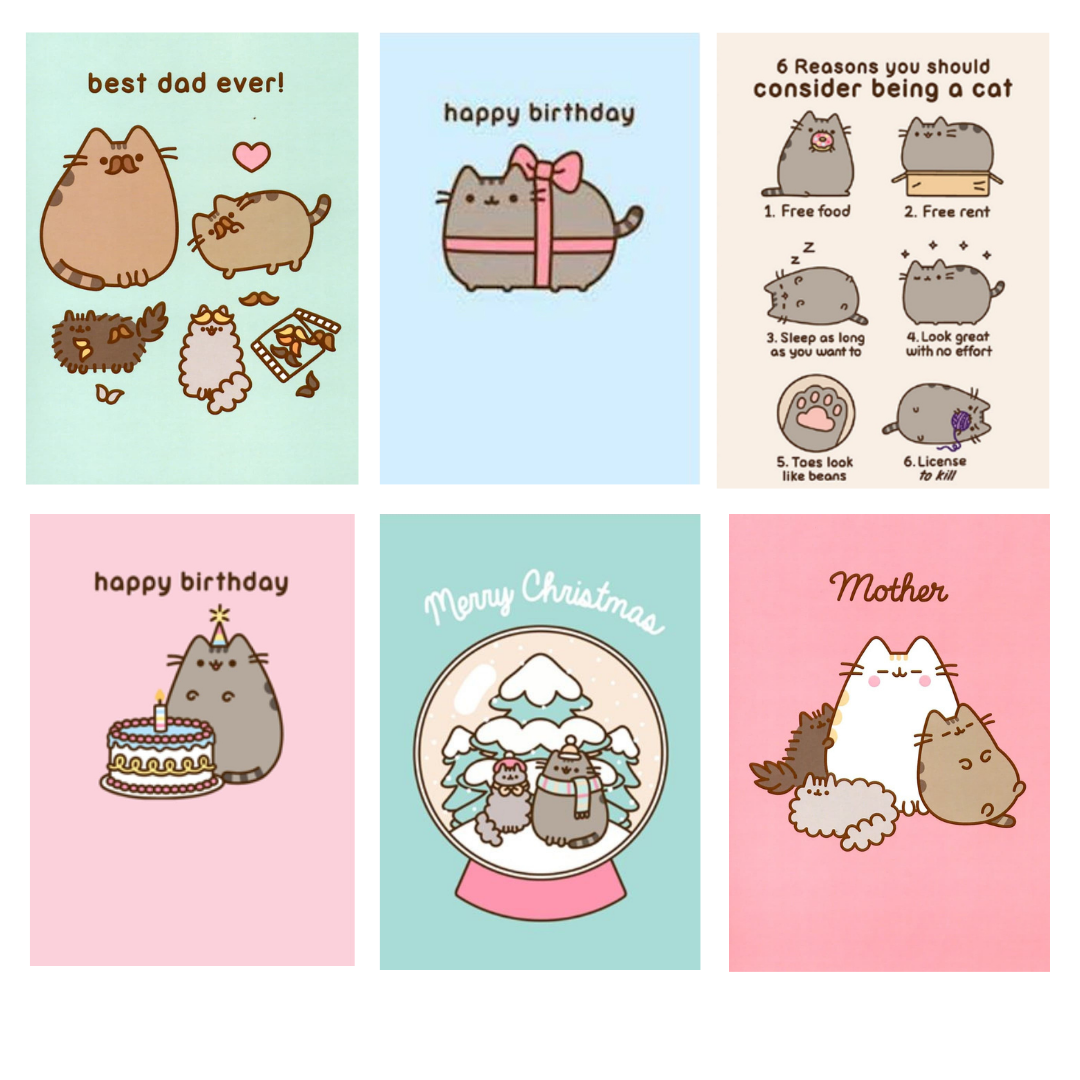 best dad ever!
happy birthday
6 Reasons you should
consider being a cat
1. Free food
2. Free rent
z
z
3. Sleep as long
as you want to
4. Look great
with no effort
5. Toes look
like beans
6. License
to kill
happy birthday
Merry Christmas
Mother